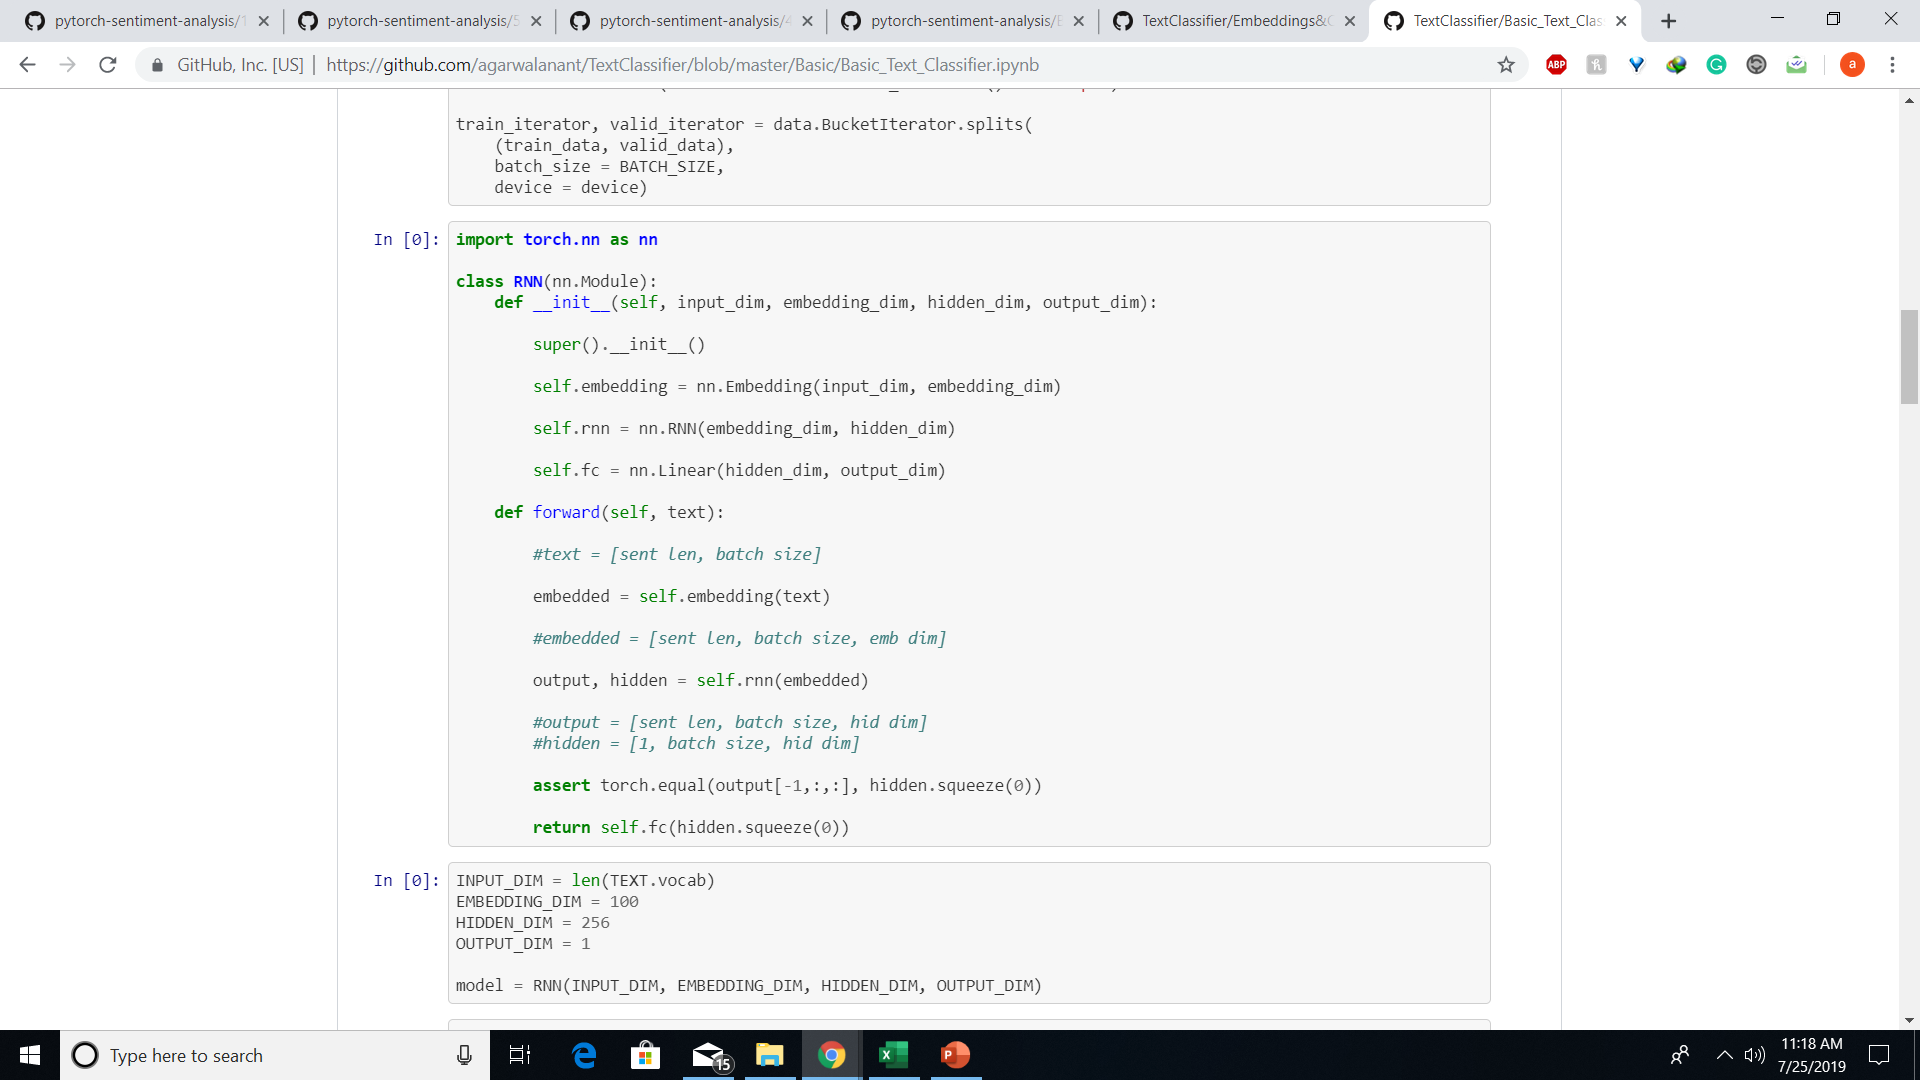 pytorch-sentiment-analysis/1
pytorch-sentiment-analysis/5
pytorch-sentiment-analysis/4
pytorch-sentiment-analysis/
TextClassifier/Embeddings&
TextClassifier/Basic_Text_Clas
GitHub, Inc. [US] | https://github.com/agarwalanant/TextClassifier/blob/master/Basic/Basic_Text_Classifier.ipynb
ABP
a
train_iterator, valid_iterator = data.BucketIterator.splits(
    (train_data, valid_data),
    batch_size = BATCH_SIZE,
    device = device)
In [0]: import torch.nn as nn
class RNN(nn.Module):
    def __init__(self, input_dim, embedding_dim, hidden_dim, output_dim):
        super().__init__()
        self.embedding = nn.Embedding(input_dim, embedding_dim)
        self.rnn = nn.RNN(embedding_dim, hidden_dim)
        self.fc = nn.Linear(hidden_dim, output_dim)
    def forward(self, text):
        #text = [sent len, batch size]
        embedded = self.embedding(text)
        #embedded = [sent len, batch size, emb dim]
        output, hidden = self.rnn(embedded)
        #output = [sent len, batch size, hid dim]
        #hidden = [1, batch size, hid dim]
        assert torch.equal(output[-1,:,:], hidden.squeeze(0))
        return self.fc(hidden.squeeze(0))
In [0]: INPUT_DIM = len(TEXT.vocab)
EMBEDDING_DIM = 100
HIDDEN_DIM = 256
OUTPUT_DIM = 1
model = RNN(INPUT_DIM, EMBEDDING_DIM, HIDDEN_DIM, OUTPUT_DIM)
Type here to search
15
11:18 AM
7/25/2019